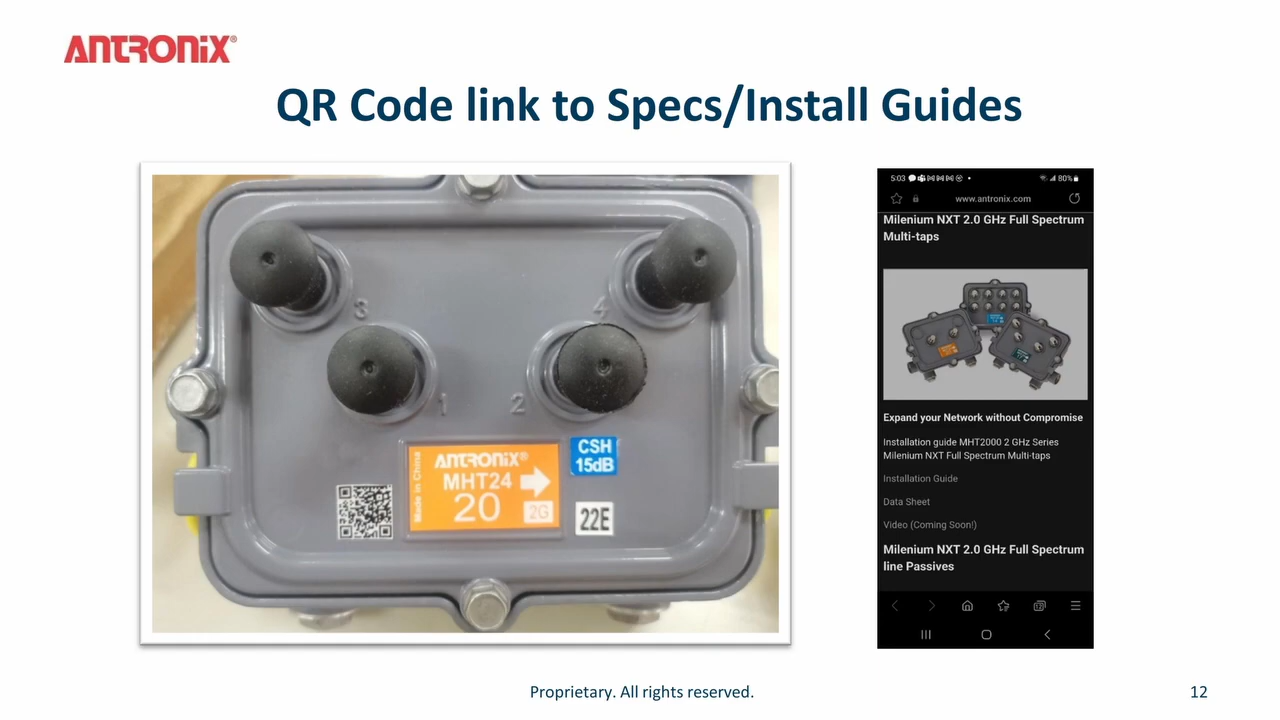 ANTRONIX®
QR Code link to Specs/Install Guides
3
4
1
2
Made in China
ANTRONIX®
MHT24
20
2G
CSH
15dB
22E
5:03
80%
www.antronix.com
Milenium NXT 2.0 GHz Full Spectrum
Multi-taps
Expand your Network without Compromise
Installation guide MHT2000 2 GHz Series
Milenium NXT Full Spectrum Multi-taps
Installation Guide
Data Sheet
Video (Coming Soon!)
Milenium NXT 2.0 GHz Full Spectrum
line Passives
Proprietary. All rights reserved.
12